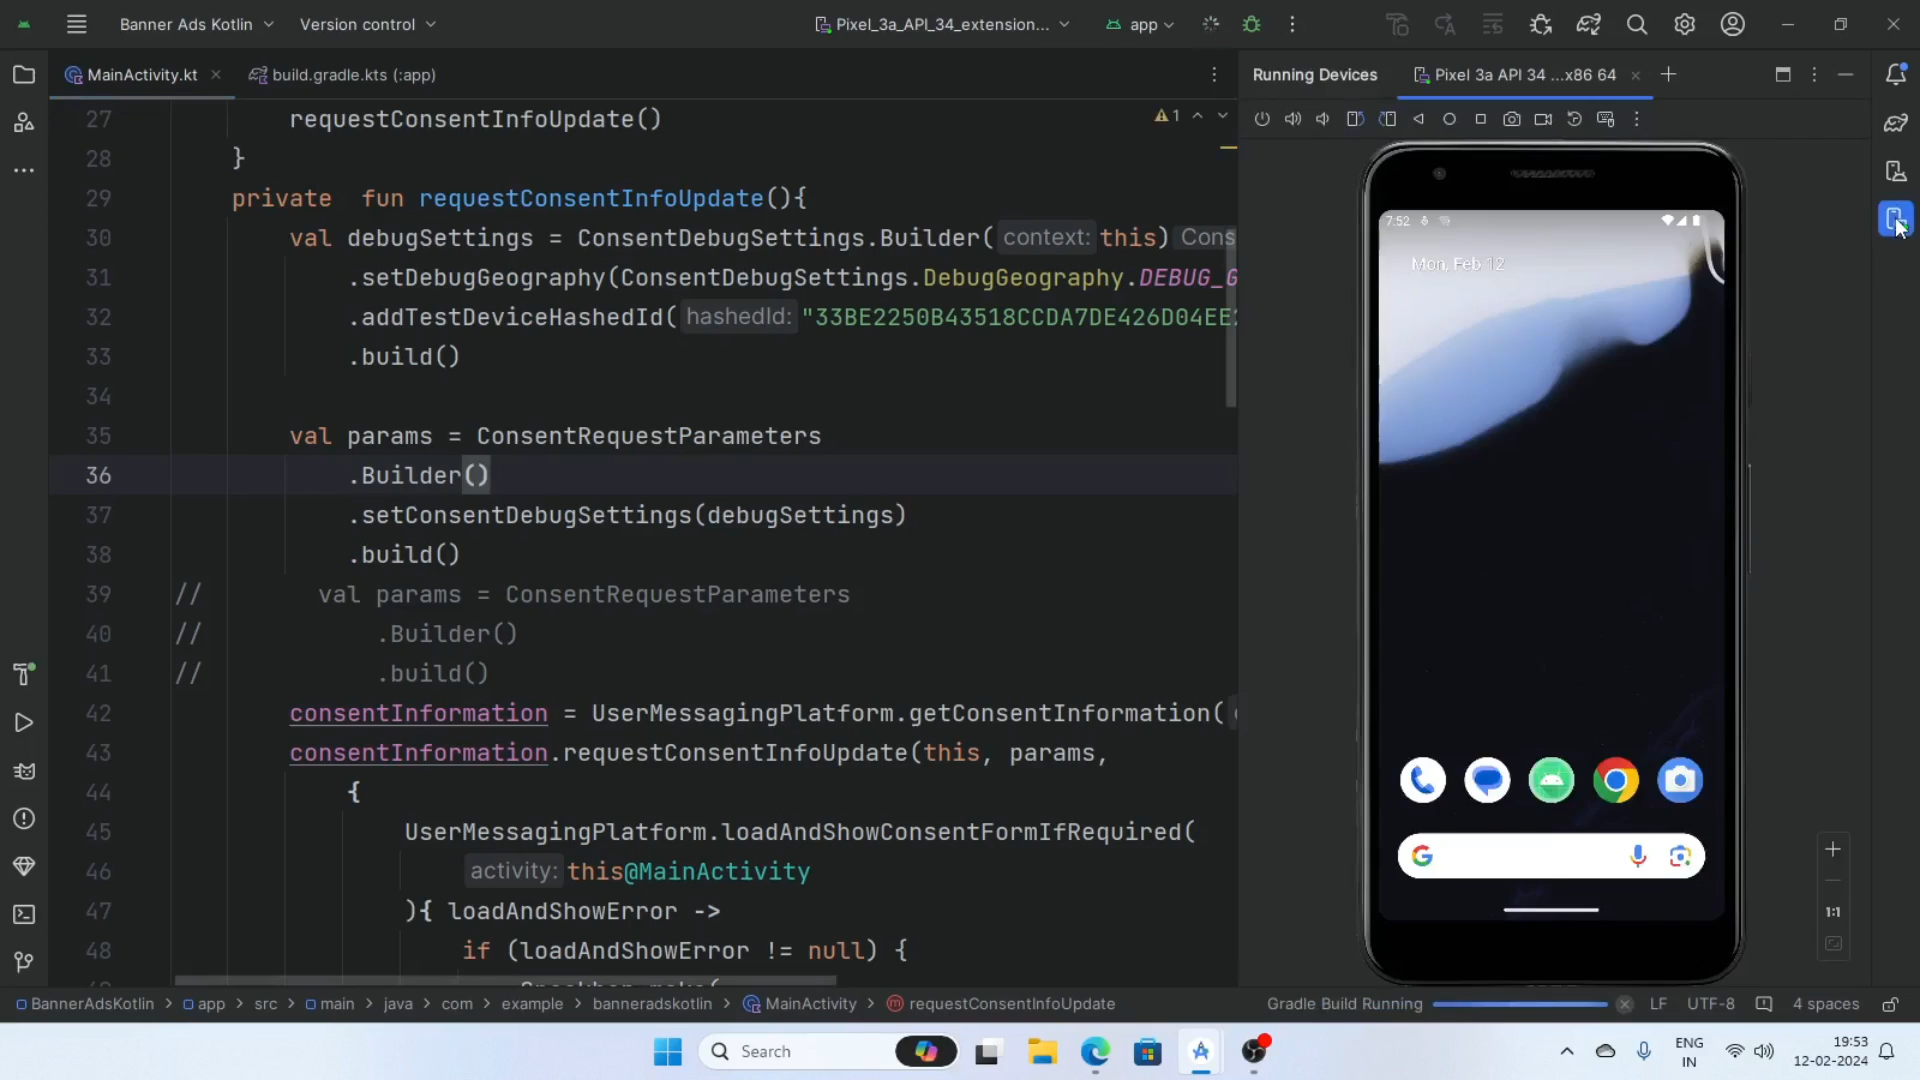 Banner Ads Kotlin Version control Pixel_3a_API_34_extension... app
MainActivity.kt build.gradle.kts (:app) Running Devices Pixel 3a API 34 ...x86 64
27 requestConsentInfoUpdate() 1
28 }
29 private fun requestConsentInfoUpdate(){
30 val debugSettings = ConsentDebugSettings.Builder( context: this) Cons
31 .setDebugGeography(ConsentDebugSettings.DebugGeography.DEBUG_G
32 .addTestDeviceHashedId( hashedId: "33BE2250B43518CCDA7DE426D04EE
33 .build()
34
35 val params = ConsentRequestParameters
36 .Builder()
37 .setConsentDebugSettings(debugSettings)
38 .build()
39 // val params = ConsentRequestParameters
40 // .Builder()
41 // .build()
42 consentInformation = UserMessagingPlatform.getConsentInformation(
43 consentInformation.requestConsentInfoUpdate(this, params,
44 {
45 UserMessagingPlatform.loadAndShowConsentFormIfRequired(
46 activity: this@MainActivity
47 ){ loadAndShowError ->
48 if (loadAndShowError != null) {
7:52
Mon, Feb 12
1:1
BannerAdsKotlin > app > src > main > java > com > example > banneradskotlin > MainActivity > requestConsentInfoUpdate Gradle Build Running LF UTF-8 4 spaces
Search
ENG
IN
19:53
12-02-2024